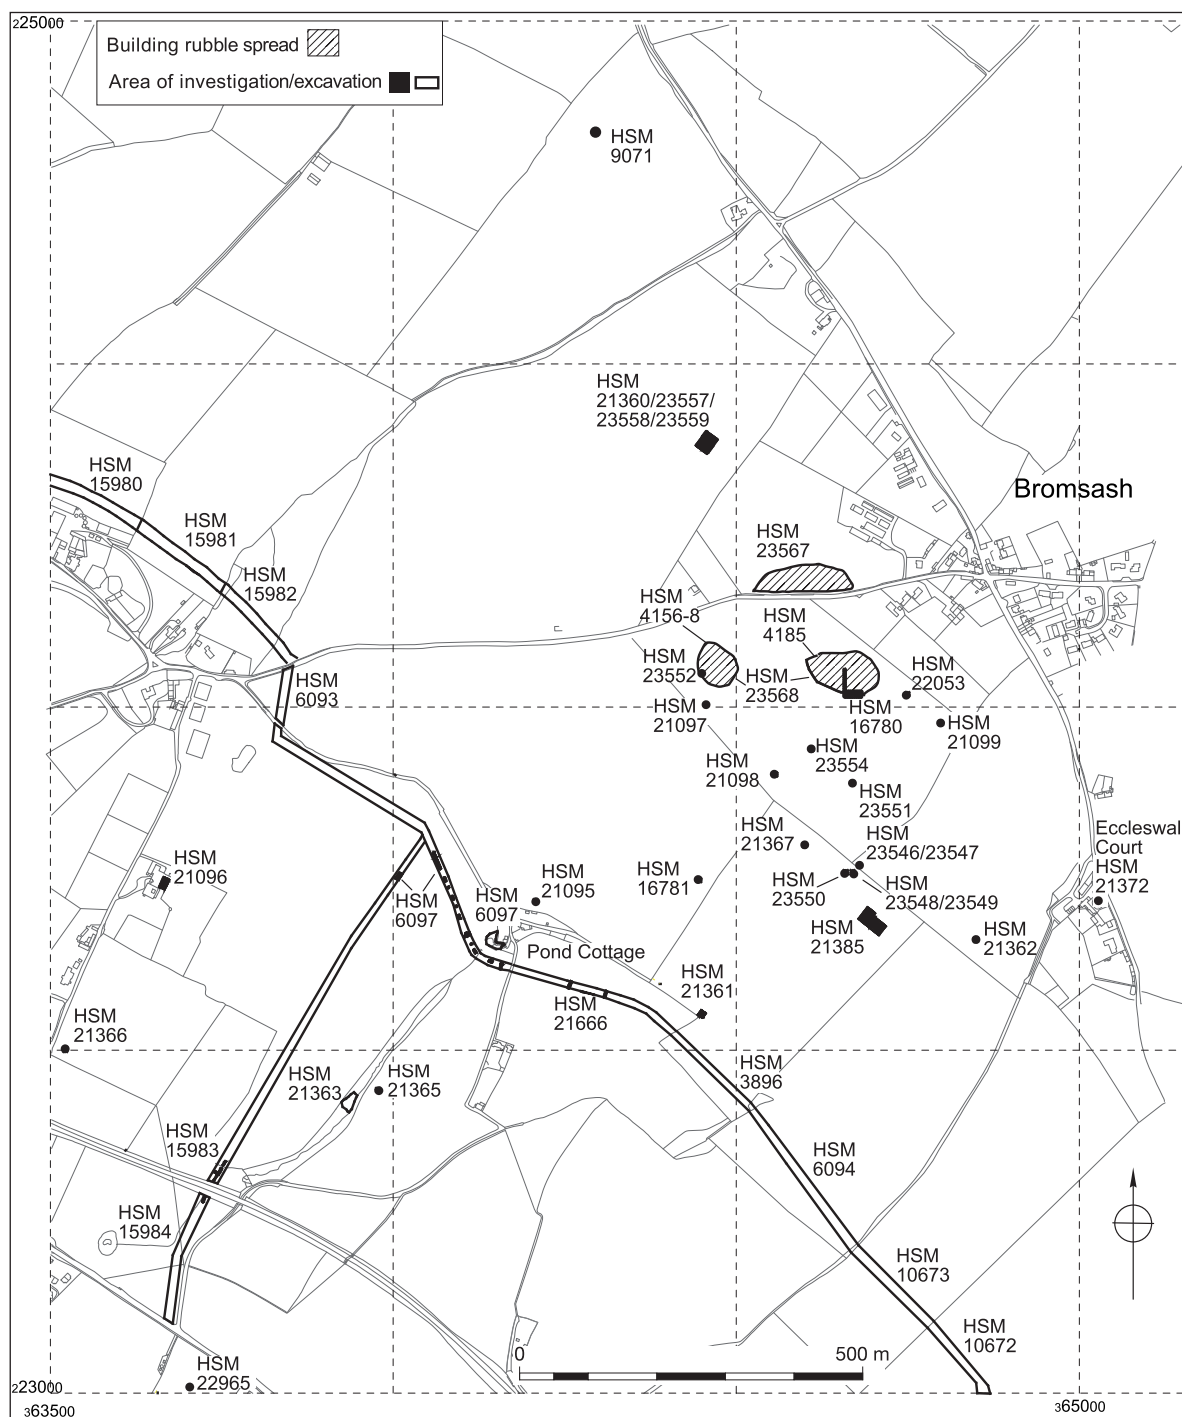 225000
Building rubble spread
Area of investigation/excavation
HSM
9071
HSM
21360/23557/
23558/23559
Bromsash
HSM
15980
HSM
15981
HSM
15982
HSM
23567
HSM
4156-8
HSM
4185
HSM
23552
HSM
23568
HSM
22053
HSM
6093
HSM
21097
HSM
16780
HSM
21099
HSM
23554
HSM
21098
HSM
23551
HSM
21367
HSM
23546/23547
Eccleswal
Court
HSM
21372
HSM
21096
HSM
21095
HSM
16781
HSM
23550
HSM
23548/23549
HSM
6097
HSM
6097
HSM
21385
HSM
21362
Pond Cottage
HSM
21361
HSM
21666
HSM
21366
HSM
3896
HSM
21363
HSM
21365
HSM
15983
HSM
6094
HSM
15984
HSM
10673
HSM
10672
0 500 m
HSM
22965
223000
363500
365000